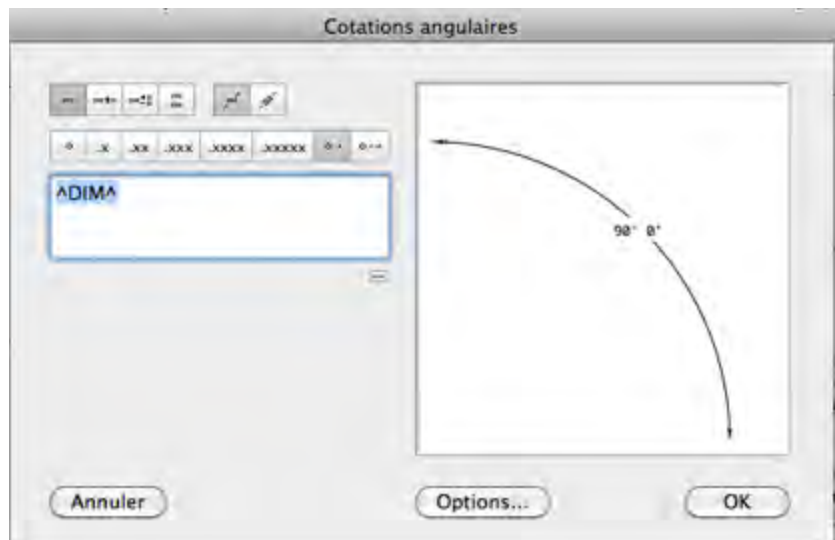 Cotations angulaires
.x .xx .xxx .xxxx .xxxxx
^DIM^
90° 0'
Annuler
Options...
OK